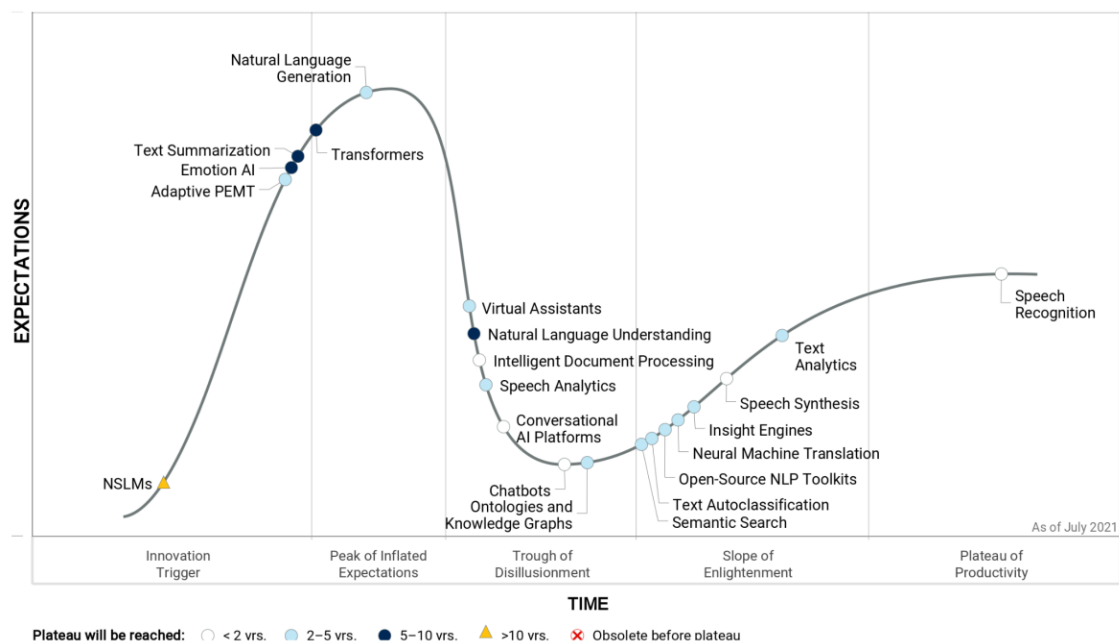 Natural Language
Generation
Text Summarization
Transformers
Emotion AI
Adaptive PEMT
EXPECTATIONS
Virtual Assistants
Natural Language Understanding
Intelligent Document Processing
Speech Analytics
Conversational
AI Platforms
NSLMs
Chatbots
Ontologies and
Knowledge Graphs
Speech
Recognition
Text
Analytics
Speech Synthesis
Insight Engines
Neural Machine Translation
Open-Source NLP Toolkits
Text Autoclassification
Semantic Search
As of July 2021
Innovation
Trigger
Peak of Inflated
Expectations
Trough of
Disillusionment
Slope of
Enlightenment
Plateau of
Productivity
TIME
Plateau will be reached: < 2 yrs. 2–5 yrs. 5–10 yrs. >10 yrs. Obsolete before plateau